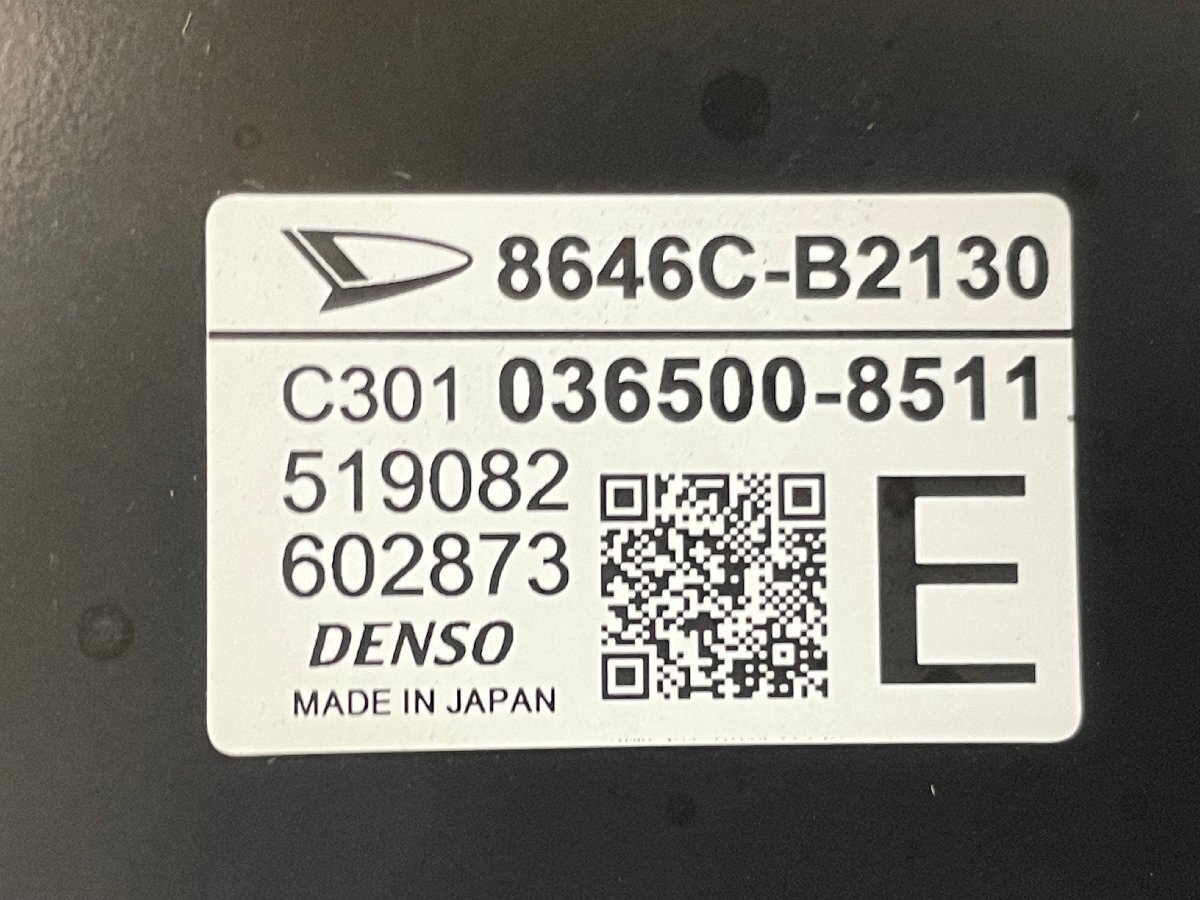 8646C-B2130
C301 036500-8511
519082
602873
E
DENSO
MADE IN JAPAN